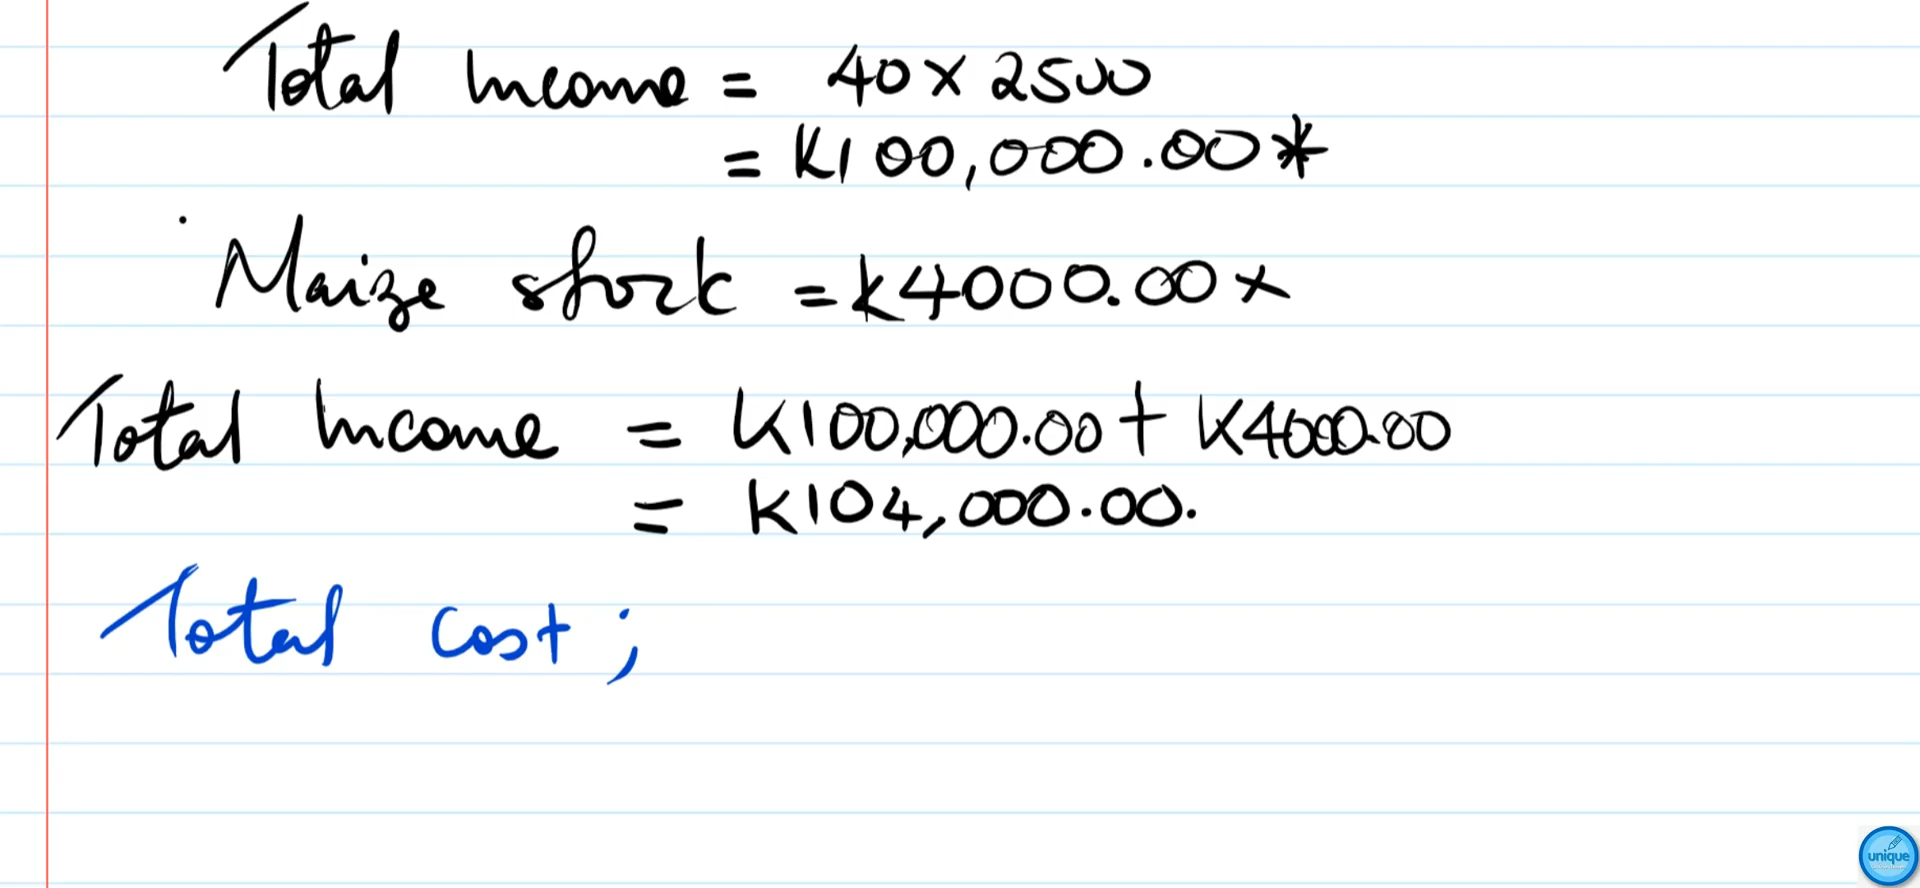 Total Income = 40 x 2500
= K100,000.00*
Maize stock = K4000.00 x
Total Income = K100,000.00 + K4000.00
= K104,000.00.
Total cost ;
unique